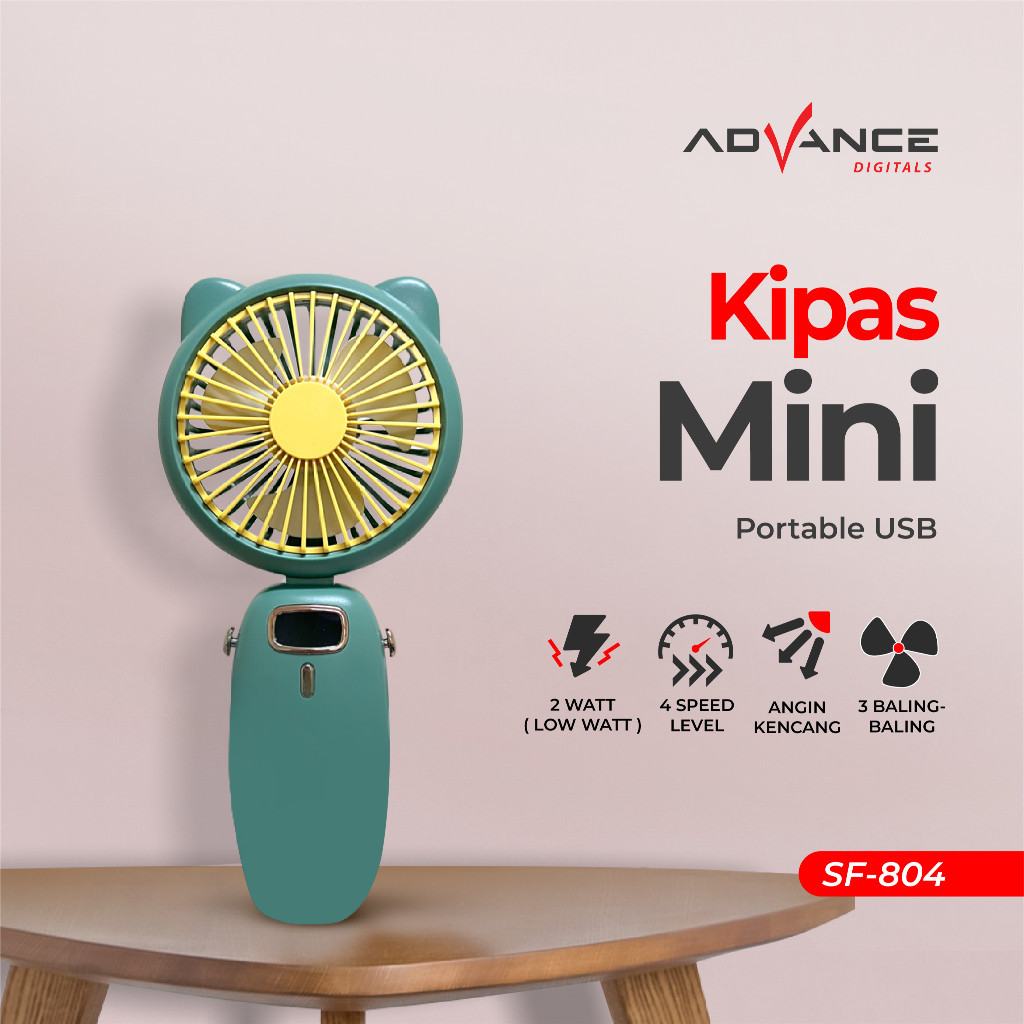 ADVANCE
DIGITALS
Kipas
Mini
Portable USB
2 WATT
( LOW WATT )
4 SPEED
LEVEL
ANGIN
KENCANG
3 BALING-
BALING
SF-804